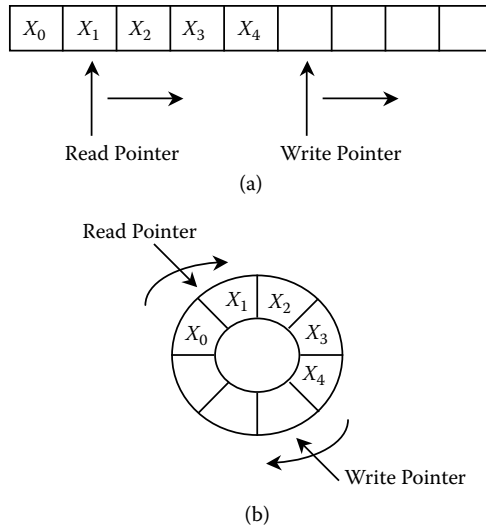 X₀ X₁ X₂ X₃ X₄
Read Pointer Write Pointer
(a)
Read Pointer
X₁ X₂
X₀ X₃
X₄
Write Pointer
(b)